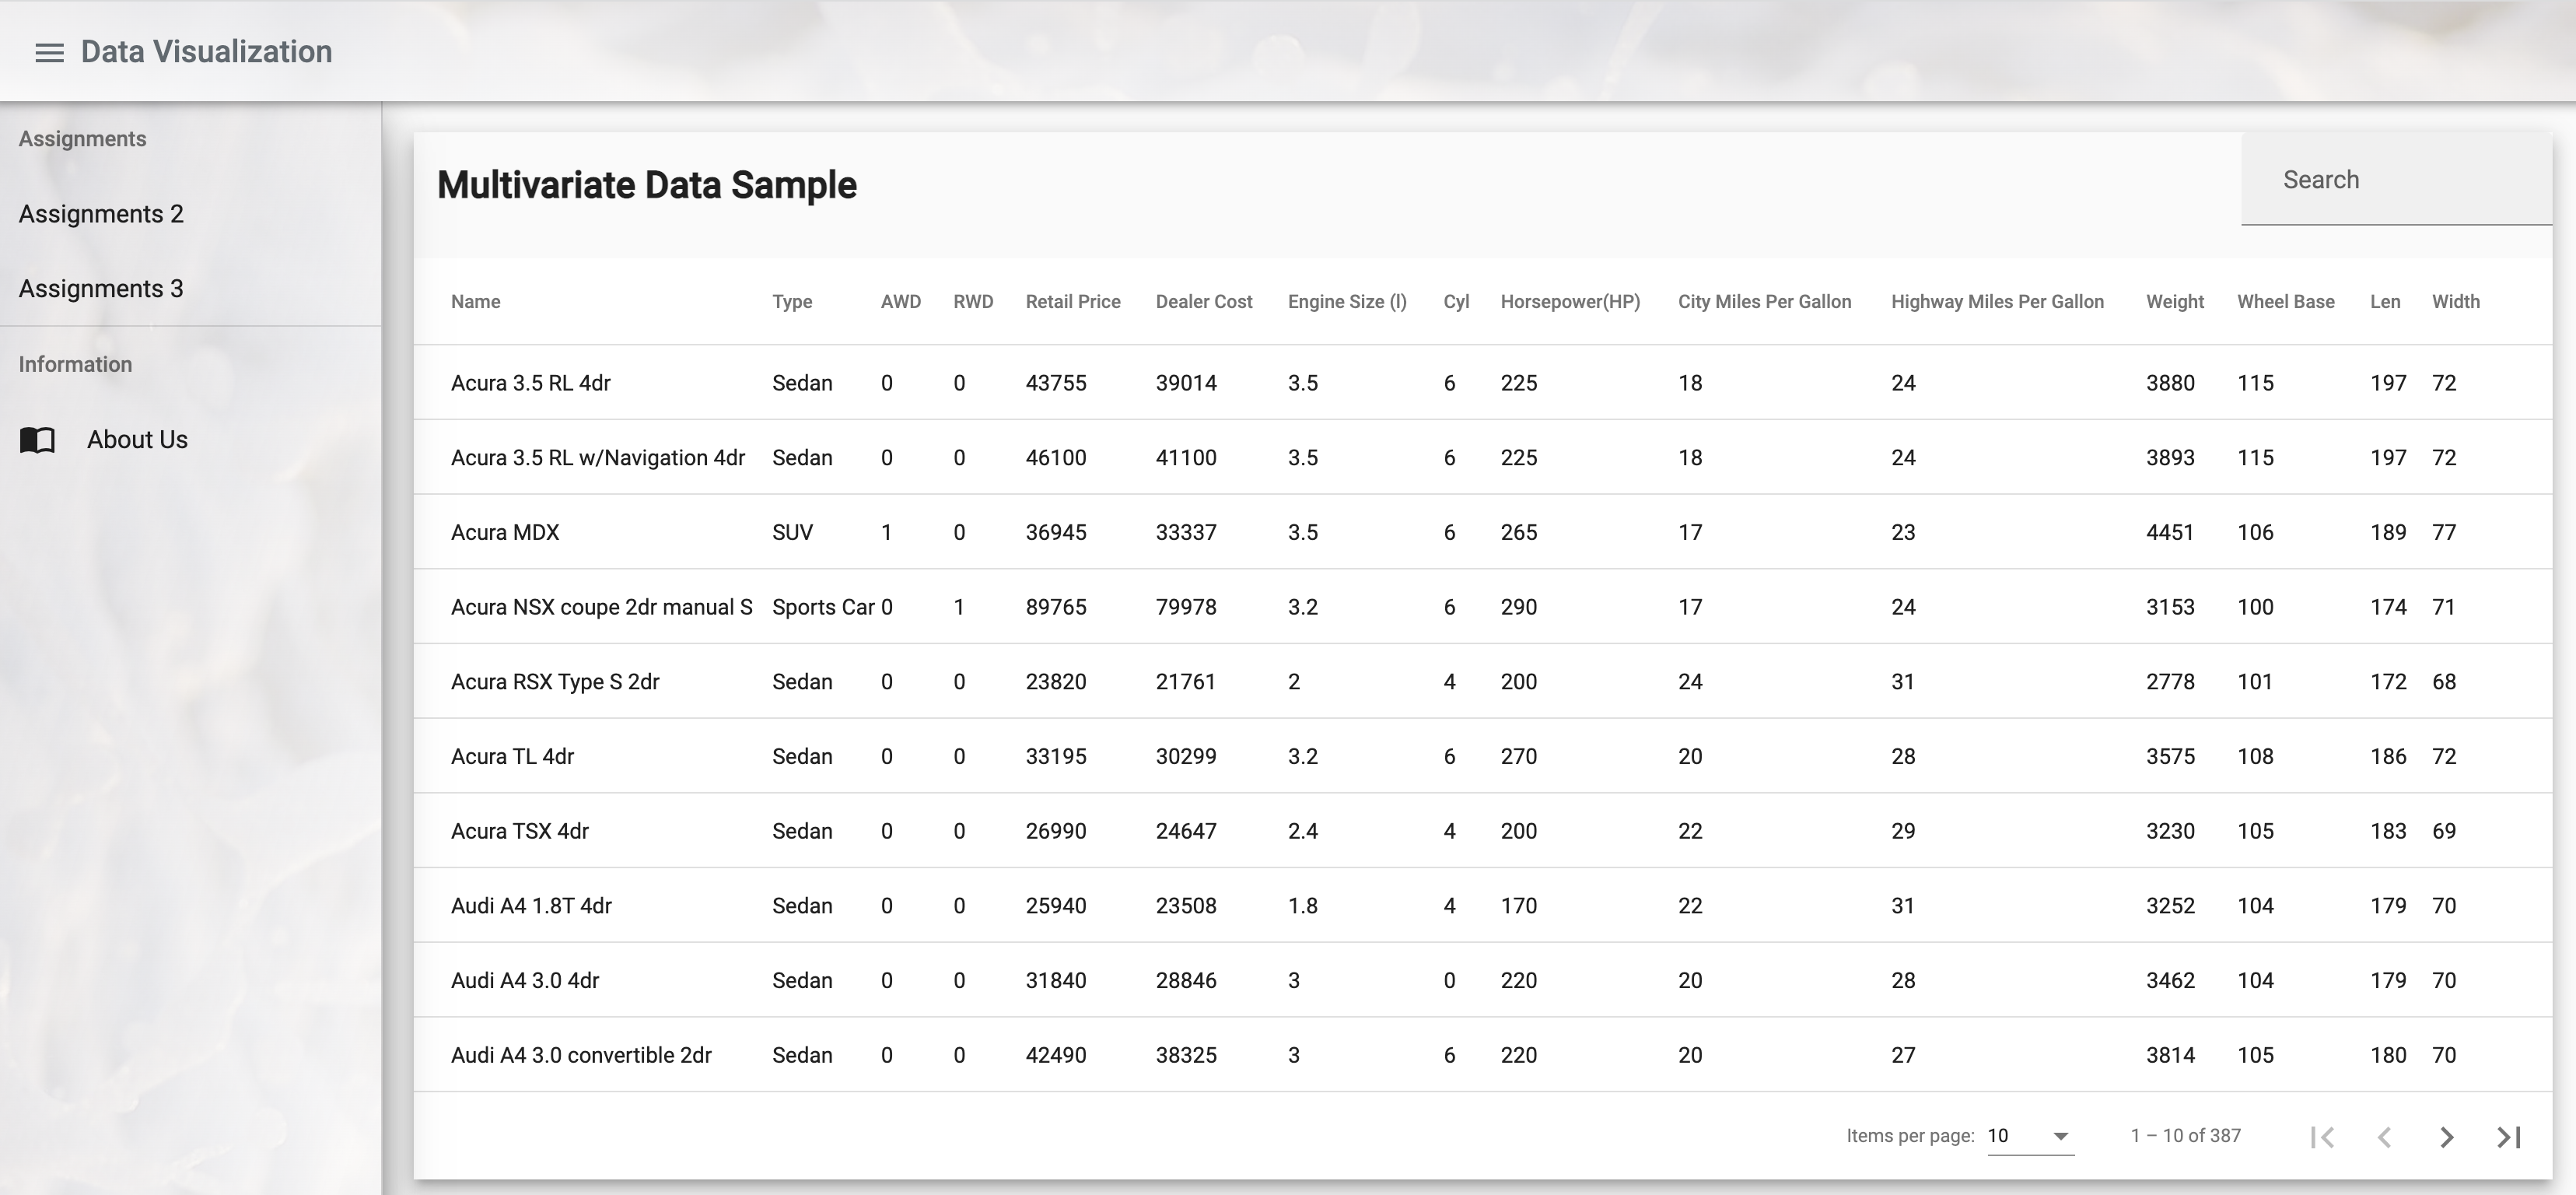 Data Visualization
Assignments
Assignments 2
Assignments 3
Information
About Us
Multivariate Data Sample
Search
Name Type AWD RWD Retail Price Dealer Cost Engine Size (l) Cyl Horsepower(HP) City Miles Per Gallon Highway Miles Per Gallon Weight Wheel Base Len Width
Acura 3.5 RL 4dr Sedan 0 0 43755 39014 3.5 6 225 18 24 3880 115 197 72
Acura 3.5 RL w/Navigation 4dr Sedan 0 0 46100 41100 3.5 6 225 18 24 3893 115 197 72
Acura MDX SUV 1 0 36945 33337 3.5 6 265 17 23 4451 106 189 77
Acura NSX coupe 2dr manual S Sports Car 0 1 89765 79978 3.2 6 290 17 24 3153 100 174 71
Acura RSX Type S 2dr Sedan 0 0 23820 21761 2 4 200 24 31 2778 101 172 68
Acura TL 4dr Sedan 0 0 33195 30299 3.2 6 270 20 28 3575 108 186 72
Acura TSX 4dr Sedan 0 0 26990 24647 2.4 4 200 22 29 3230 105 183 69
Audi A4 1.8T 4dr Sedan 0 0 25940 23508 1.8 4 170 22 31 3252 104 179 70
Audi A4 3.0 4dr Sedan 0 0 31840 28846 3 0 220 20 28 3462 104 179 70
Audi A4 3.0 convertible 2dr Sedan 0 0 42490 38325 3 6 220 20 27 3814 105 180 70
Items per page: 10 1 – 10 of 387